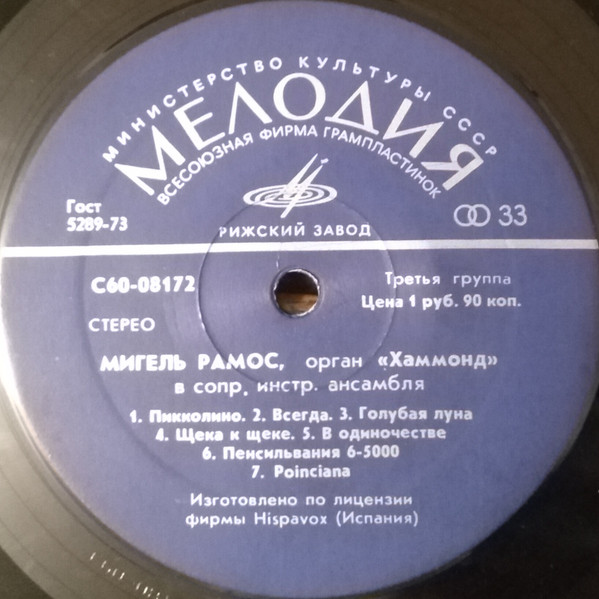 МИНИСТЕРСТВО КУЛЬТУРЫ СССР
МЕЛОДИЯ
ВСЕСОЮЗНАЯ ФИРМА ГРАМПЛАСТИНОК
Гост
5289-73
33
РИЖСКИЙ ЗАВОД
С60-08172
Третья группа
Цена 1 руб. 90 коп.
СТЕРЕО
МИГЕЛЬ РАМОС, орган «Хаммонд»
в сопр. инстр. ансамбля
1. Пикколино. 2. Всегда. 3. Голубая луна
4. Щека к щеке. 5. В одиночестве
6. Пенсильвания 6-5000
7. Poinciana
Изготовлено по лицензии
фирмы Hispavox (Испания)